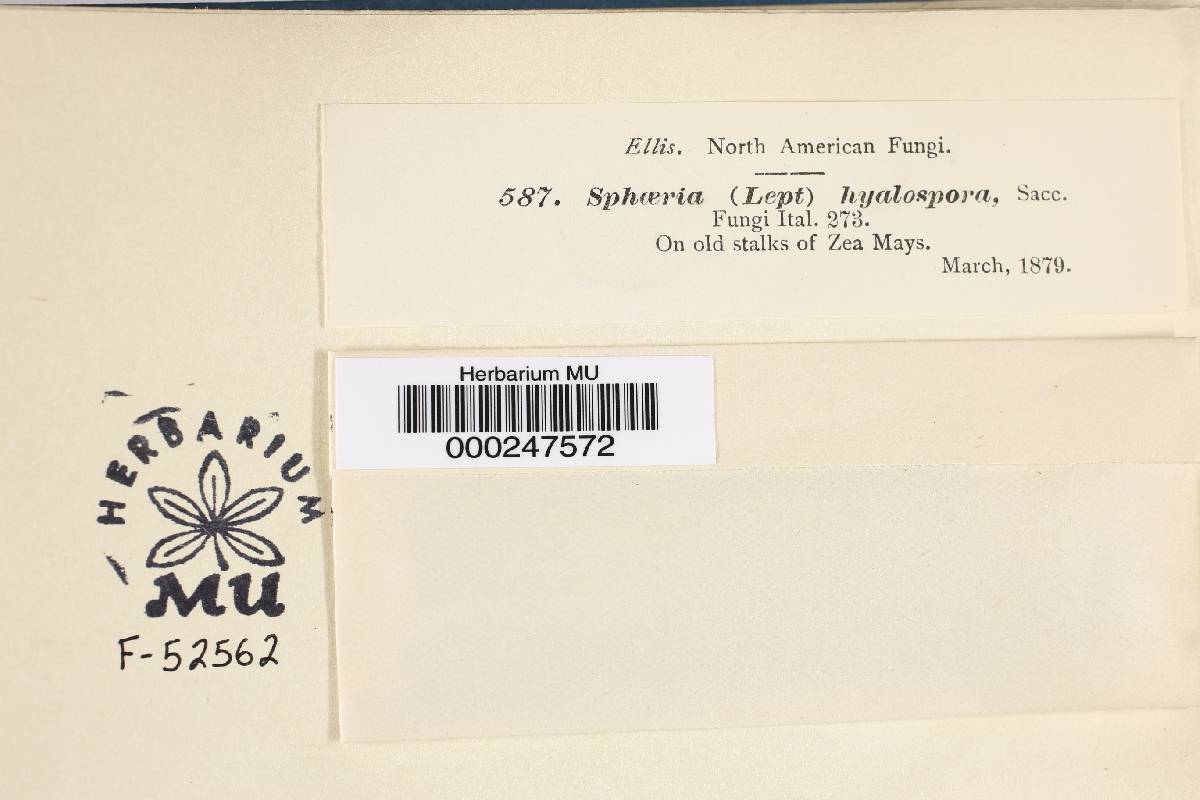 Ellis. North American Fungi.
587. Sphæria (Lept) hyalospora, Sacc.
Fungi Ital. 273.
On old stalks of Zea Mays.
March, 1879.
Herbarium MU
000247572
HERBARIUM
MU
F-52562